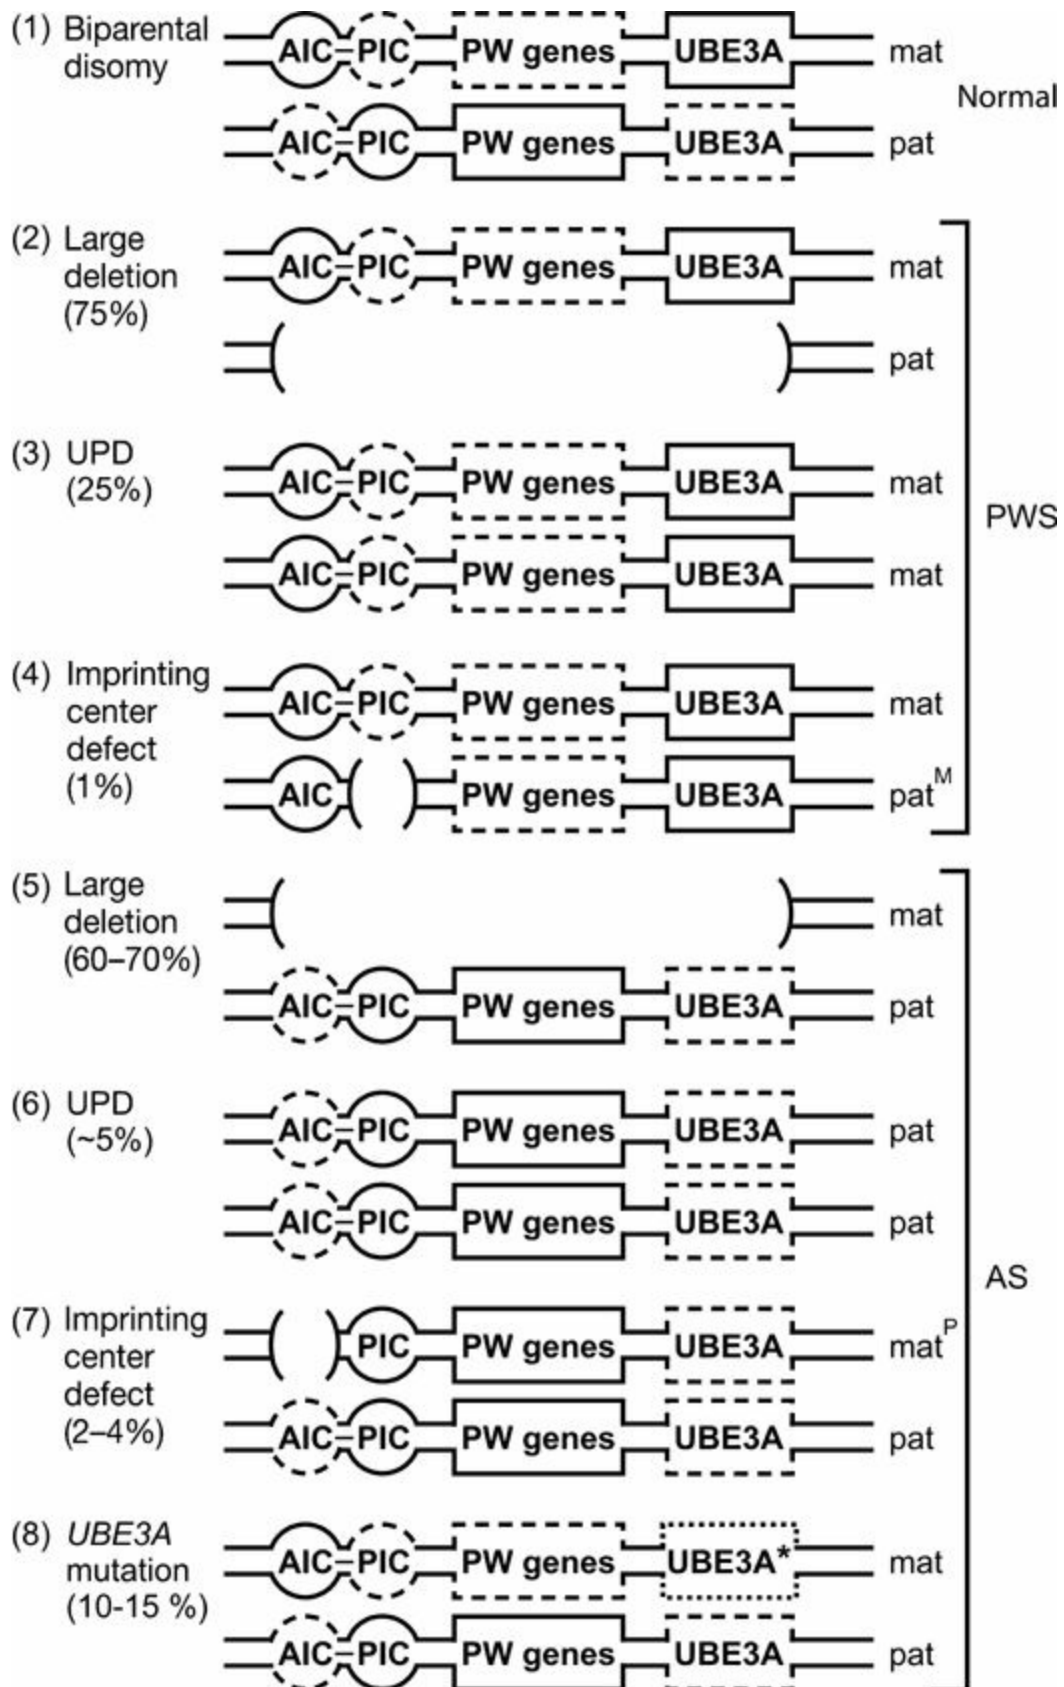 (1) Biparental
disomy
AIC PIC PW genes UBE3A mat
AIC PIC PW genes UBE3A pat
Normal
(2) Large
deletion
(75%)
AIC PIC PW genes UBE3A mat
pat
(3) UPD
(25%)
AIC PIC PW genes UBE3A mat
AIC PIC PW genes UBE3A mat
PWS
(4) Imprinting
center
defect
(1%)
AIC PIC PW genes UBE3A mat
AIC PW genes UBE3A pat^M
(5) Large
deletion
(60–70%)
mat
AIC PIC PW genes UBE3A pat
(6) UPD
(~5%)
AIC PIC PW genes UBE3A pat
AIC PIC PW genes UBE3A pat
AS
(7) Imprinting
center
defect
(2–4%)
PIC PW genes UBE3A mat^P
AIC PIC PW genes UBE3A pat
(8) UBE3A
mutation
(10-15 %)
AIC PIC PW genes UBE3A* mat
AIC PIC PW genes UBE3A pat